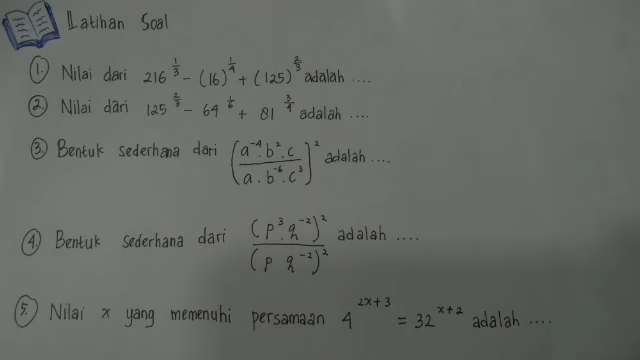 Latihan Soal
1. Nilai dari 216^(1/3) - (16)^(1/4) + (125)^(2/3) adalah ....
2. Nilai dari 125^(2/3) - 64^(1/6) + 81^(3/4) adalah ....
3. Bentuk sederhana dari ((a^-4 . b^2 . c)/(a . b^-6 . c^3))^2 adalah ....
4. Bentuk sederhana dari (p^3 . q^-2)^2/(p q^-2)^2 adalah ....
5. Nilai x yang memenuhi persamaan 4^(2x+3) = 32^(x+2) adalah ....